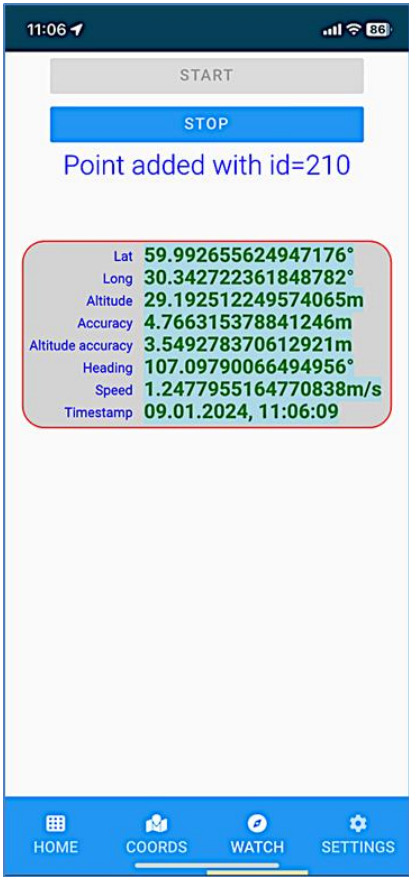 11:06 86
START
STOP
Point added with id=210
Lat 59.992655624947176°
Long 30.342722361848782°
Altitude 29.192512249574065m
Accuracy 4.766315378841246m
Altitude accuracy 3.549278370612921m
Heading 107.09790066494956°
Speed 1.2477955164770838m/s
Timestamp 09.01.2024, 11:06:09
HOME COORDS WATCH SETTINGS